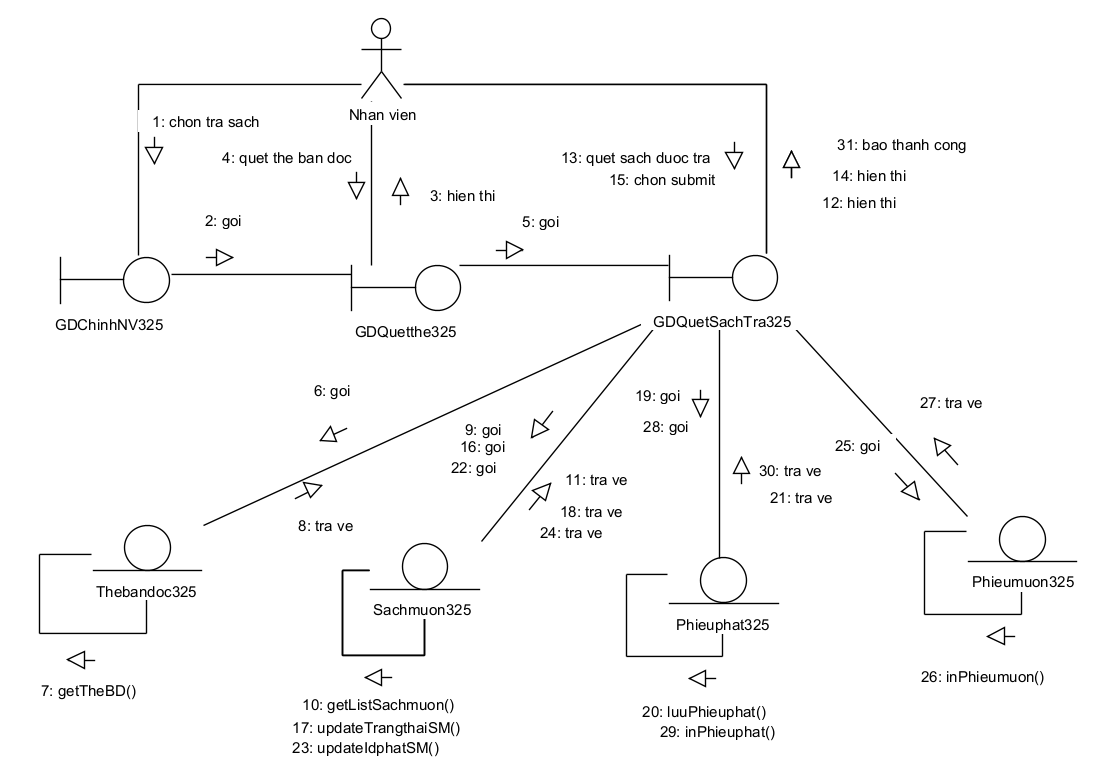 Nhan vien
1: chon tra sach
4: quet the ban doc
3: hien thi
13: quet sach duoc tra
15: chon submit
31: bao thanh cong
14: hien thi
12: hien thi
2: goi
5: goi
GDChinhNV325
GDQuetthe325
GDQuetSachTra325
6: goi
8: tra ve
9: goi
16: goi
22: goi
11: tra ve
18: tra ve
24: tra ve
19: goi
28: goi
30: tra ve
21: tra ve
27: tra ve
25: goi
Thebandoc325
Sachmuon325
Phieuphat325
Phieumuon325
7: getTheBD()
10: getListSachmuon()
17: updateTrangthaiSM()
23: updateIdphatSM()
20: luuPhieuphat()
29: inPhieuphat()
26: inPhieumuon()